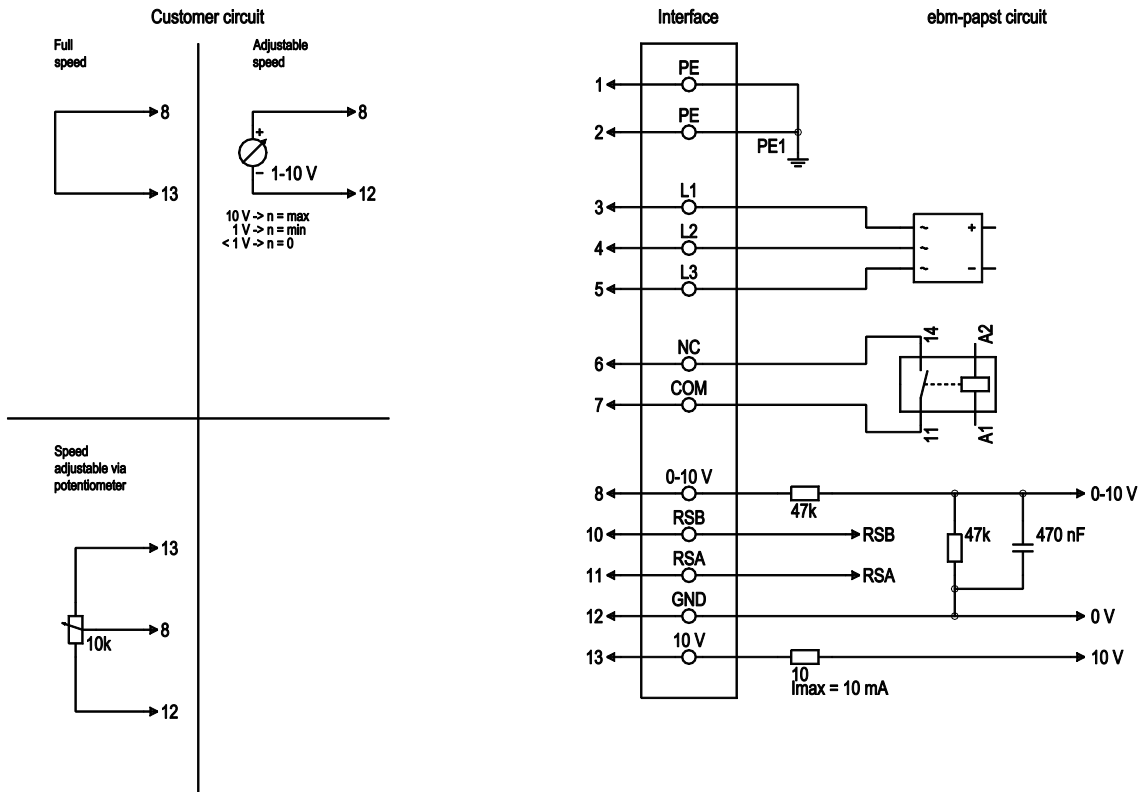 Customer circuit
Interface
ebm-papst circuit
Full
speed
8
13
Adjustable
speed
8
+
1-10 V
–
12
10 V -> n = max
1 V -> n = min
< 1 V -> n = 0
Speed
adjustable via
potentiometer
13
8
10k
12
1
PE
2
PE
PE1
3
L1
4
L2
5
L3
~
~
~
+
–
6
NC
7
COM
14
A2
11
A1
8
0-10 V
47k
0-10 V
10
RSB
RSB
47k
470 nF
11
RSA
RSA
12
GND
0 V
13
10 V
10
Imax = 10 mA
10 V